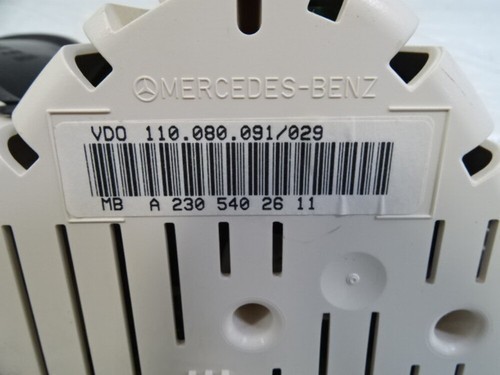 MERCEDES-BENZ
VDO 110.080.091/029
MB A 230 540 26 11